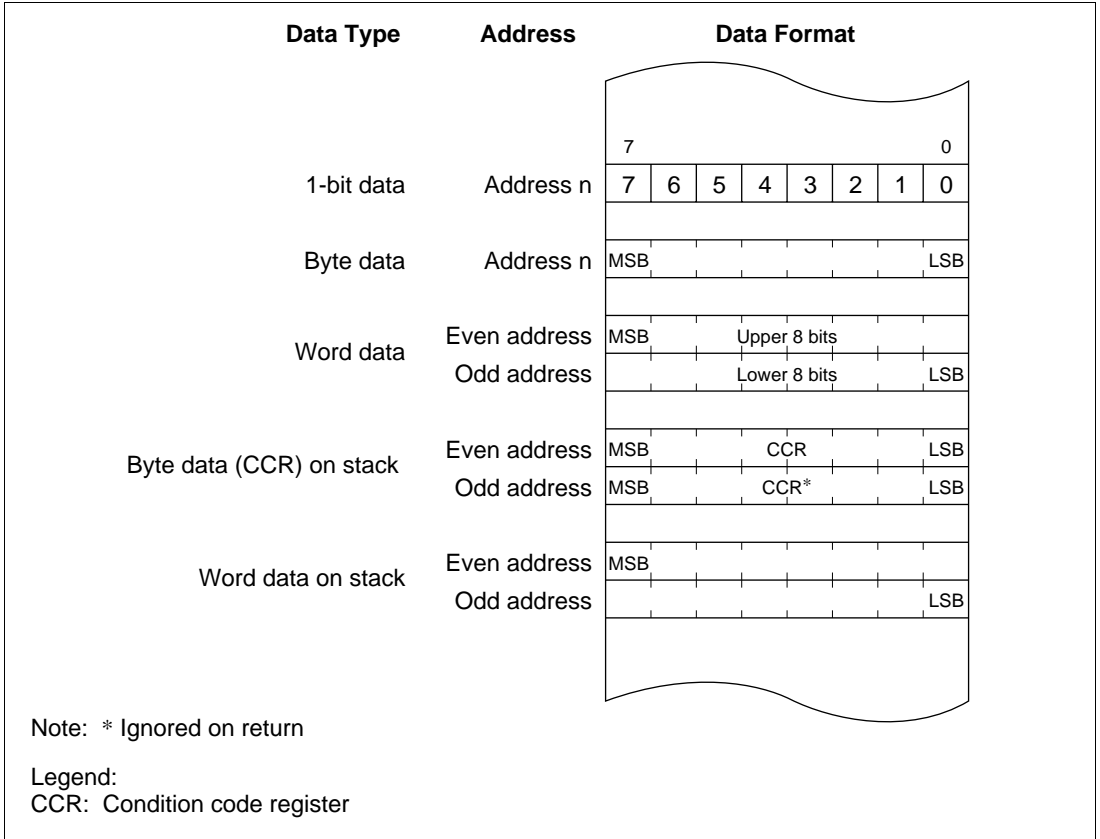 Data Type Address Data Format
7 0
1-bit data Address n 7 6 5 4 3 2 1 0
Byte data Address n MSB LSB
Word data
Even address MSB Upper 8 bits
Odd address Lower 8 bits LSB
Byte data (CCR) on stack
Even address MSB CCR LSB
Odd address MSB CCR* LSB
Word data on stack
Even address MSB
Odd address LSB
Note: * Ignored on return
Legend:
CCR: Condition code register